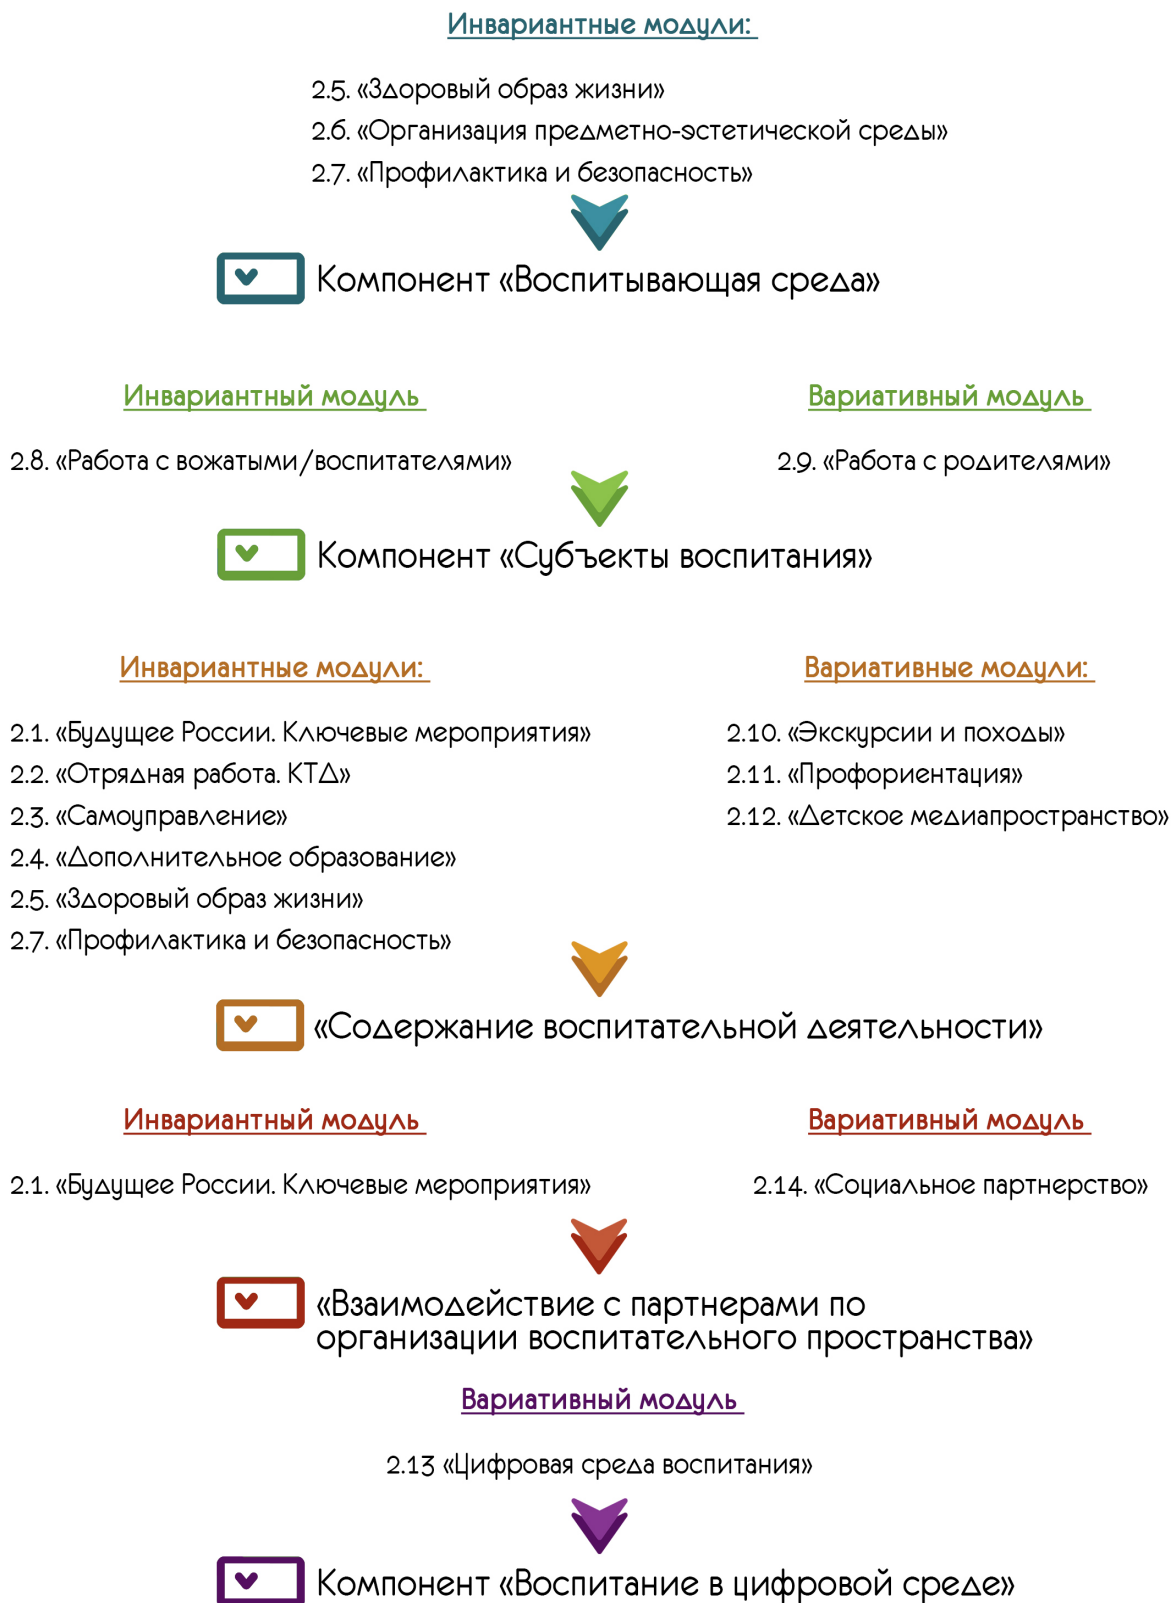 Инвариантные модули:
2.5. «Здоровый образ жизни»
2.6. «Организация предметно-эстетической среды»
2.7. «Профилактика и безопасность»
Компонент «Воспитывающая среда»
Инвариантный модуль
2.8. «Работа с вожатыми/воспитателями»
Вариативный модуль
2.9. «Работа с родителями»
Компонент «Субъекты воспитания»
Инвариантные модули:
2.1. «Будущее России. Ключевые мероприятия»
2.2. «Отрядная работа. КТД»
2.3. «Самоуправление»
2.4. «Дополнительное образование»
2.5. «Здоровый образ жизни»
2.7. «Профилактика и безопасность»
Вариативные модули:
2.10. «Экскурсии и походы»
2.11. «Профориентация»
2.12. «Детское медиапространство»
«Содержание воспитательной деятельности»
Инвариантный модуль
2.1. «Будущее России. Ключевые мероприятия»
Вариативный модуль
2.14. «Социальное партнерство»
«Взаимодействие с партнерами по
организации воспитательного пространства»
Вариативный модуль
2.13 «Цифровая среда воспитания»
Компонент «Воспитание в цифровой среде»